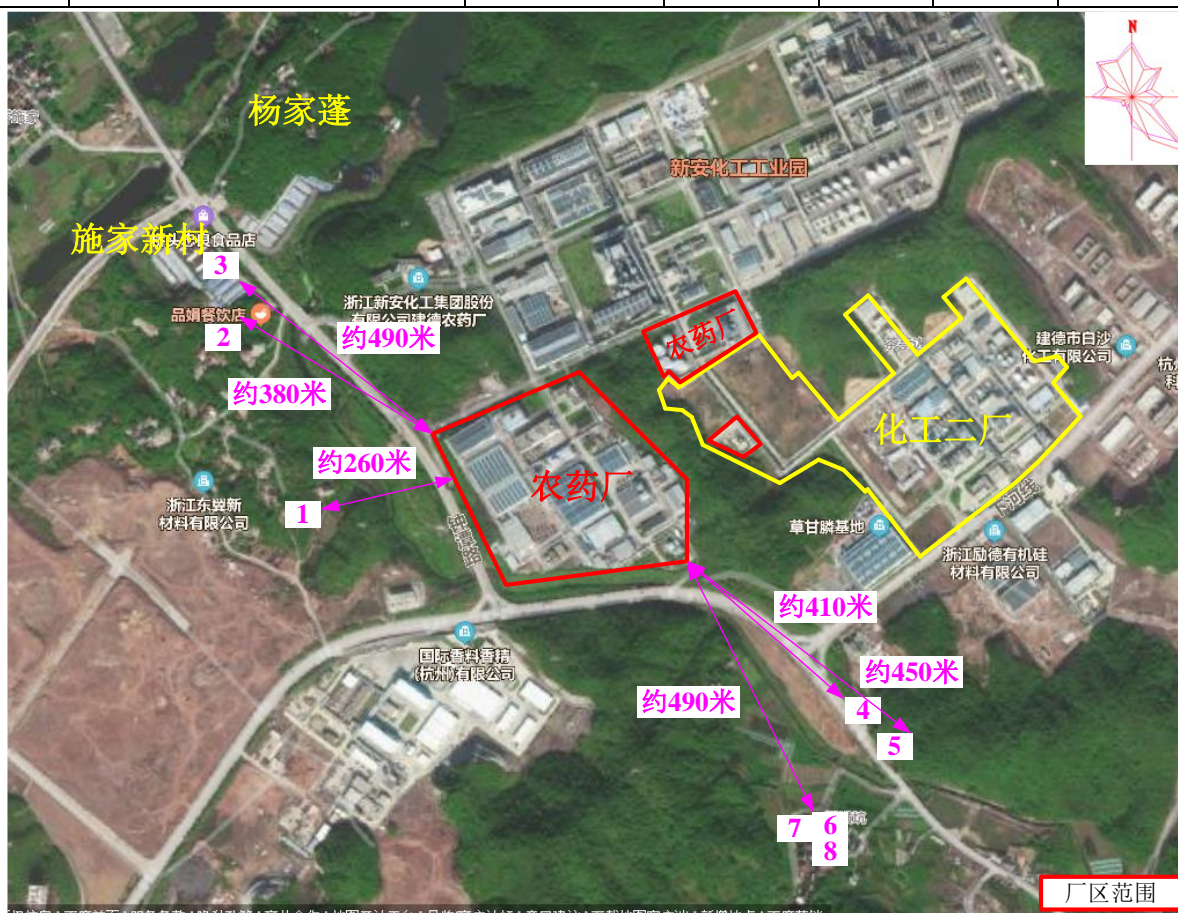 N
杨家蓬
新安化工工业园
施家新村
食品店
3
浙江新安化工集团股份
有限公司建德农药厂
品娟餐饮店
2
约490米
农药厂
建德市白沙
化工有限公司
约380米
化工二厂
约260米
农药厂
浙江东翼新
材料有限公司
1
草甘膦基地
浙江励德有机硅
材料有限公司
约410米
国际香料香精
(杭州)有限公司
约450米
约490米
4
5
7
6
8
厂区范围